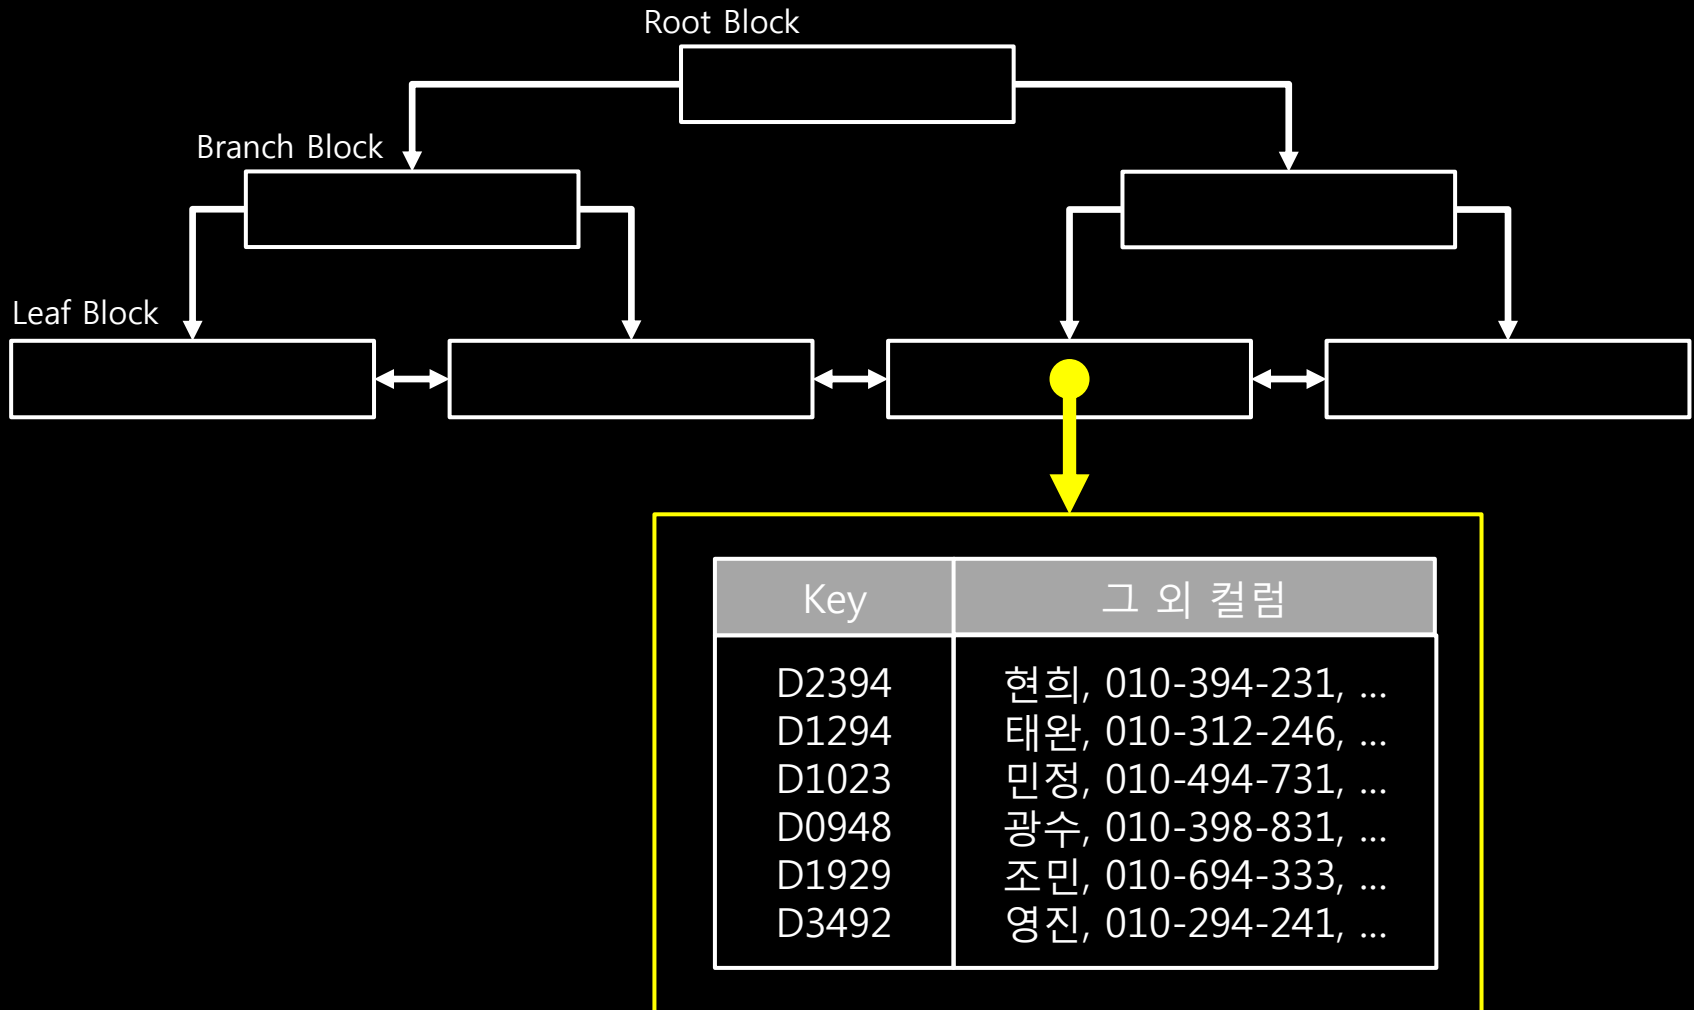 Root Block
Branch Block
Leaf Block
Key 그 외 컬럼
D2394 현희, 010-394-231, ...
D1294 태완, 010-312-246, ...
D1023 민정, 010-494-731, ...
D0948 광수, 010-398-831, ...
D1929 조민, 010-694-333, ...
D3492 영진, 010-294-241, ...